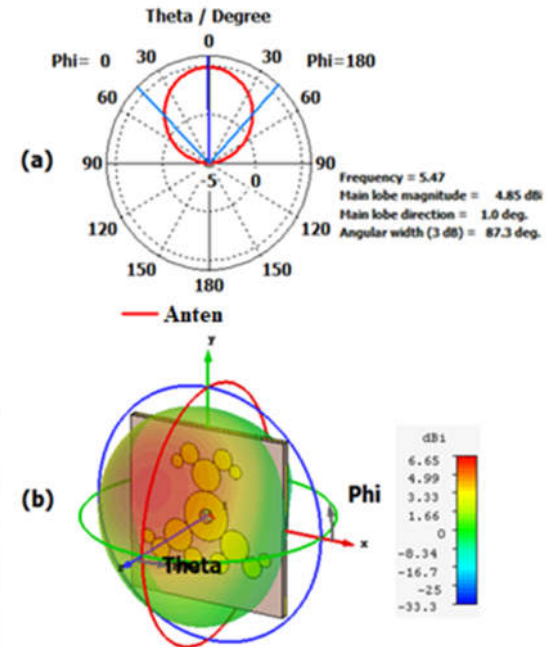 Theta / Degree
0
Phi= 0 30 30 Phi=180
60 60
(a) 90 -5 0 90
Frequency = 5.47
Main lobe magnitude = 4.85 dBi
Main lobe direction = 1.0 deg.
Angular width (3 dB) = 87.3 deg.
120 120
150 150
180
Anten
y
(b)
Phi
x
Theta
dBi
6.65
4.99
3.33
1.66
0
-8.34
-16.7
-25
-33.3